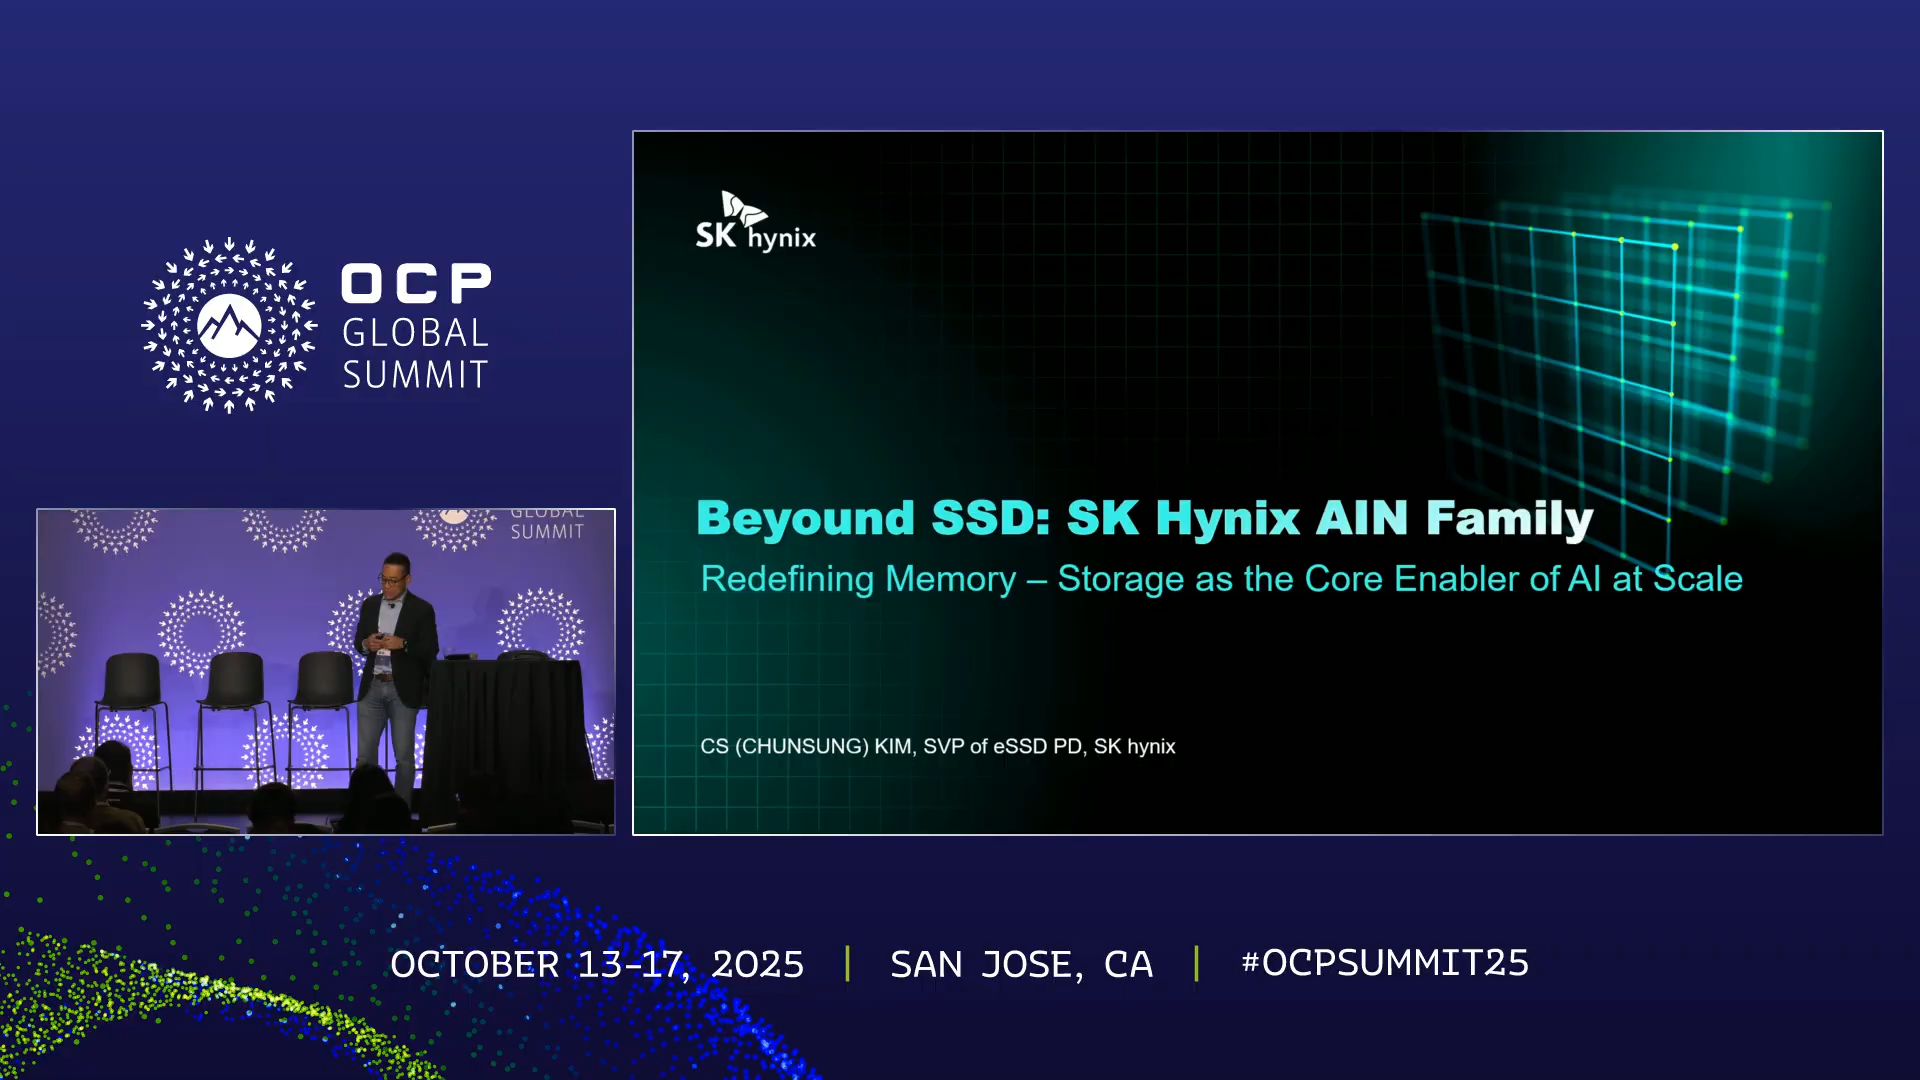 OCP
GLOBAL
SUMMIT
SK hynix
Beyound SSD: SK Hynix AIN Family
Redefining Memory – Storage as the Core Enabler of AI at Scale
CS (CHUNSUNG) KIM, SVP of eSSD PD, SK hynix
GLOBAL
SUMMIT
OCTOBER 13-17, 2025 | SAN JOSE, CA | #OCPSUMMIT25